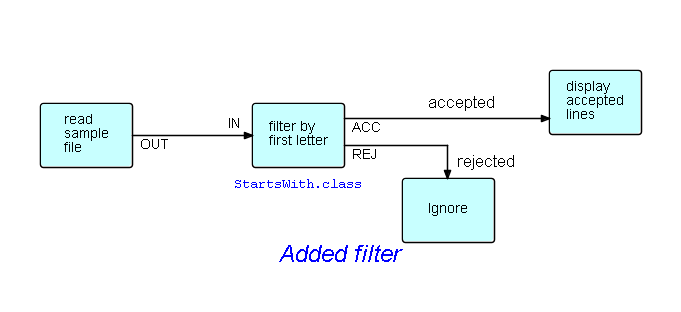 read
sample
file
OUT
IN
filter by
first letter
StartsWith.class
ACC
REJ
accepted
rejected
display
accepted
lines
Ignore
Added filter